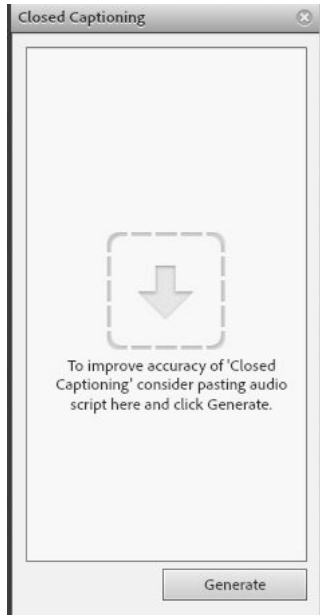 Closed Captioning
To improve accuracy of 'Closed
Captioning' consider pasting audio
script here and click Generate.
Generate